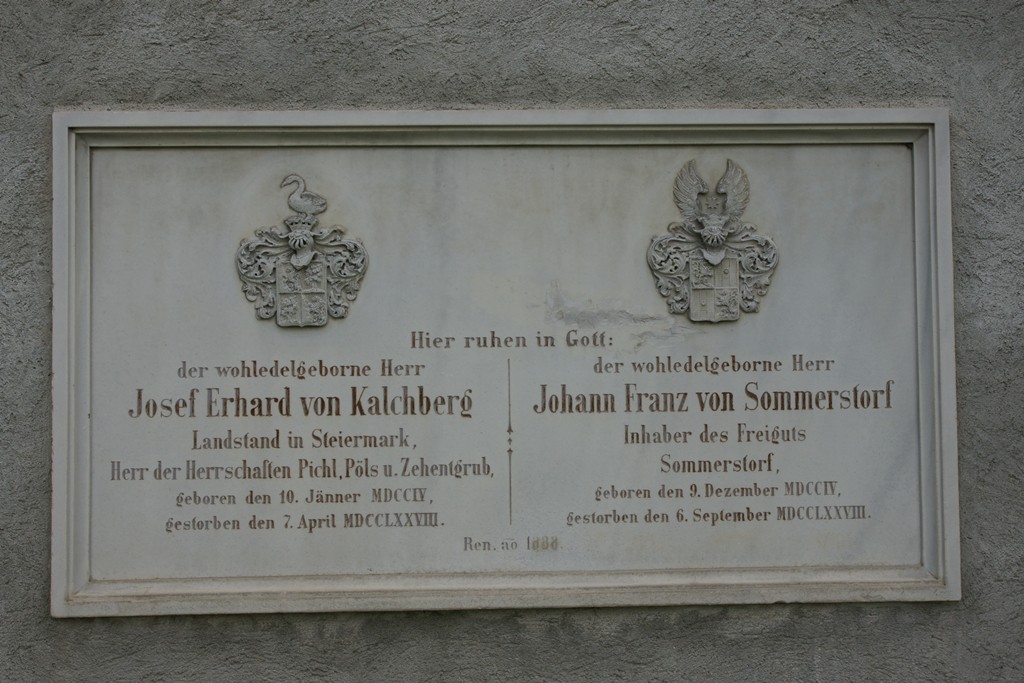 Hier ruhen in Gott:
der wohledelgeborne Herr
Josef Erhard von Kalchberg
Landstand in Steiermark,
Herr der Herrschaften Pichl, Pöls u. Zehentgrub,
geboren den 10. Jänner MDCCIV,
gestorben den 7. April MDCCLXXVIII.
der wohledelgeborne Herr
Johann Franz von Sommerstorf
Inhaber des Freiguts
Sommerstorf,
geboren den 9. Dezember MDCCIV,
gestorben den 6. September MDCCLXXVIII.
Ren. aō 1888